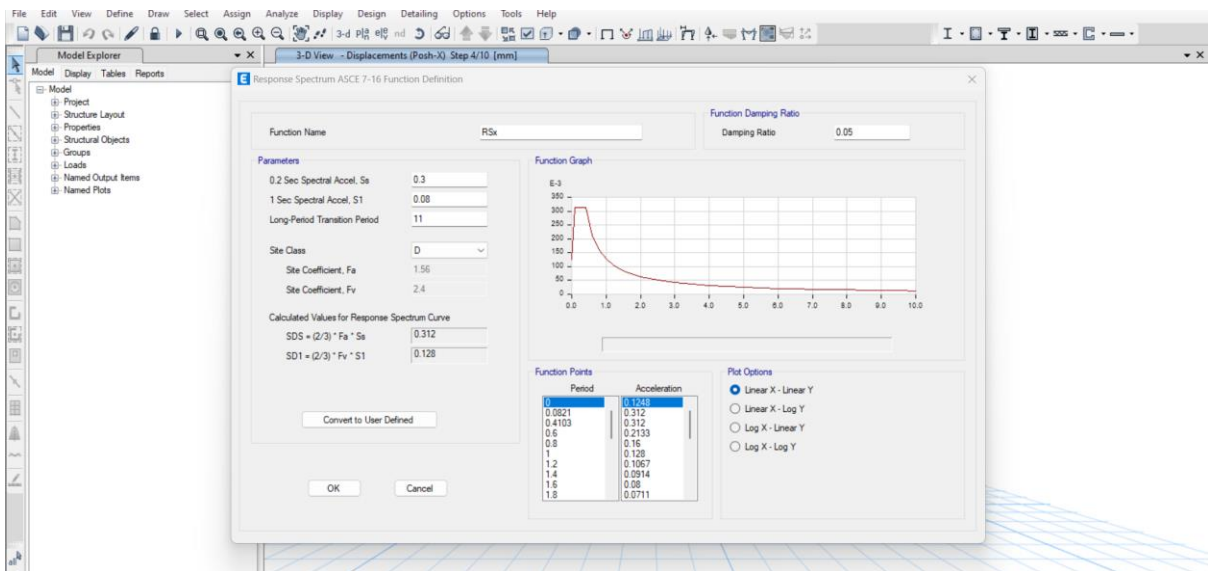 File Edit View Define Draw Select Assign Analyze Display Design Detailing Options Tools Help
3-d nd
Model Explorer
3-D View - Displacements (Posh-X) Step 4/10 [mm]
Model Display Tables Reports
Model
Project
Structure Layout
Properties
Structural Objects
Groups
Loads
Named Output Items
Named Plots
E Response Spectrum ASCE 7-16 Function Definition
Function Name RSx
Function Damping Ratio
Damping Ratio 0.05
Parameters
0.2 Sec Spectral Accel, Ss 0.3
1 Sec Spectral Accel, S1 0.08
Long-Period Transition Period 11
Site Class D
Site Coefficient, Fa 1.56
Site Coefficient, Fv 2.4
Calculated Values for Response Spectrum Curve
SDS = (2/3) * Fa * Ss 0.312
SD1 = (2/3) * Fv * S1 0.128
Convert to User Defined
OK Cancel
Function Graph
E-3
350
300
250
200
150
100
50
0
0.0 1.0 2.0 3.0 4.0 5.0 6.0 7.0 8.0 9.0 10.0
Function Points
Period Acceleration
0 0.1248
0.0821 0.312
0.4103 0.312
0.6 0.2133
0.8 0.16
1 0.128
1.2 0.1067
1.4 0.0914
1.6 0.08
1.8 0.0711
Plot Options
Linear X - Linear Y
Linear X - Log Y
Log X - Linear Y
Log X - Log Y